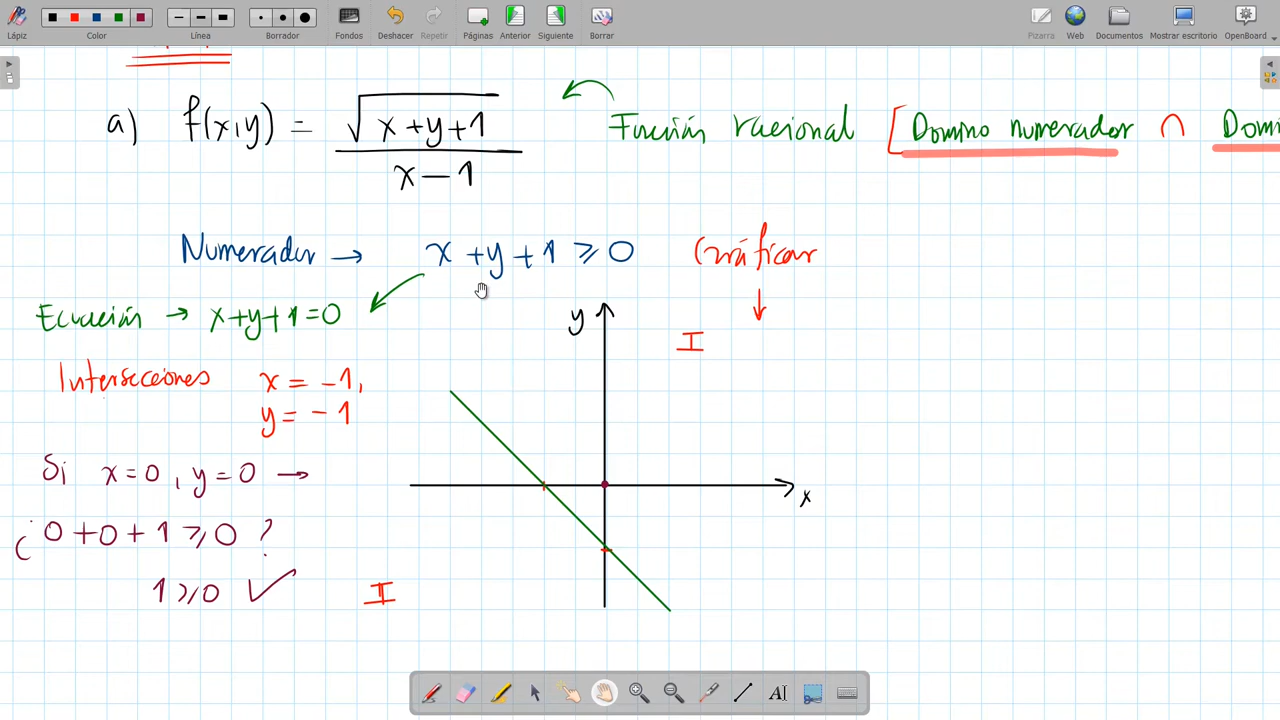 Lápiz Color Línea Borrador Fondos Deshacer Repetir Páginas Anterior Siguiente Borrar Pizarra Web Documentos Mostrar escritorio OpenBoard
a) f(x,y) = √(x+y+1) / (x-1) Función racional [Domino numerador ∩ Domi
Numerador → x+y+1 ≥ 0 Gráficar
Ecuación → x+y+1=0
y
I
Intersecciones x = -1,
y = -1
Si x=0, y=0 →
x
¿0+0+1 ≥ 0?
1 ≥ 0 ✓ I